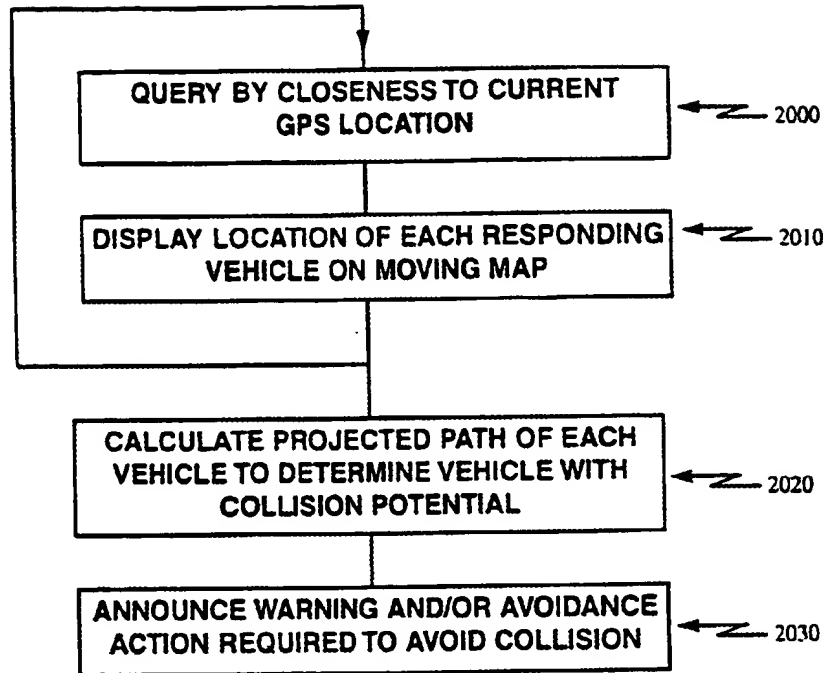 QUERY BY CLOSENESS TO CURRENT
GPS LOCATION
2000
DISPLAY LOCATION OF EACH RESPONDING
VEHICLE ON MOVING MAP
2010
CALCULATE PROJECTED PATH OF EACH
VEHICLE TO DETERMINE VEHICLE WITH
COLLISION POTENTIAL
2020
ANNOUNCE WARNING AND/OR AVOIDANCE
ACTION REQUIRED TO AVOID COLLISION
2030